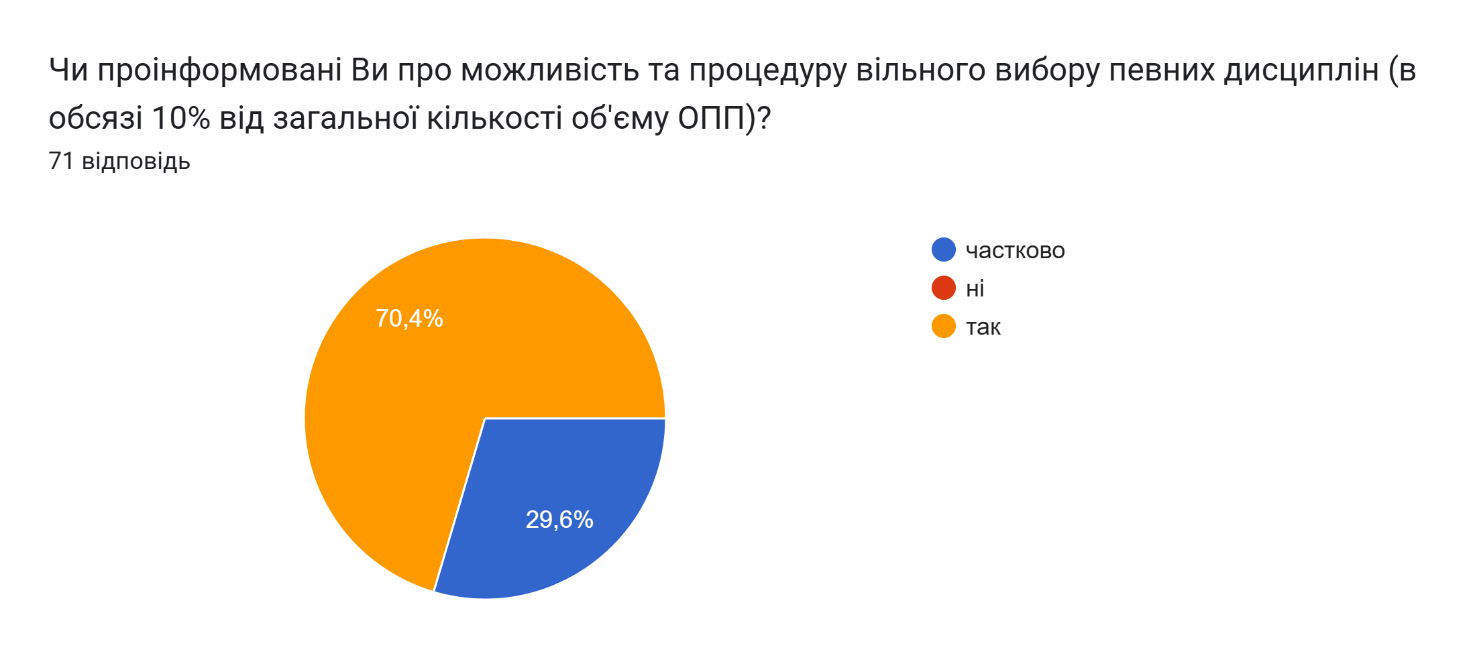 Чи проінформовані Ви про можливість та процедуру вільного вибору певних дисциплін (в
обсязі 10% від загальної кількості об'єму ОПП)?
71 відповідь
частково
ні
так
70,4%
29,6%